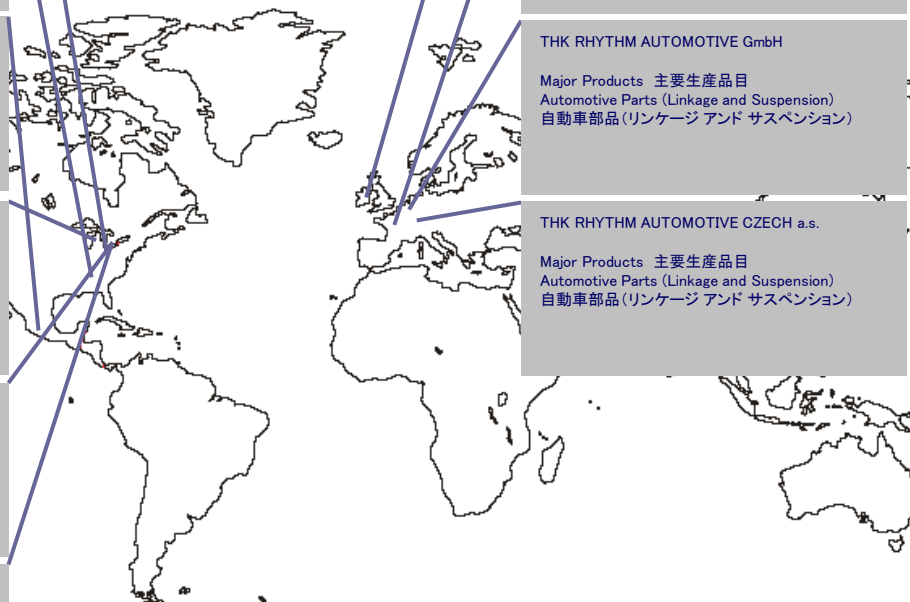 THK RHYTHM AUTOMOTIVE GmbH
Major Products 主要生産品目
Automotive Parts (Linkage and Suspension)
自動車部品(リンケージ アンド サスペンション)
THK RHYTHM AUTOMOTIVE CZECH a.s.
Major Products 主要生産品目
Automotive Parts (Linkage and Suspension)
自動車部品(リンケージ アンド サスペンション)